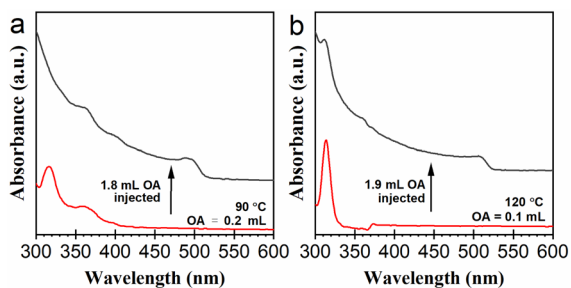 a
Absorbance (a.u.)
1.8 mL OA
injected
90 °C
OA = 0.2 mL
300 350 400 450 500 550 600
Wavelength (nm)
b
Absorbance (a.u.)
1.9 mL OA
injected
120 °C
OA = 0.1 mL
300 350 400 450 500 550 600
Wavelength (nm)